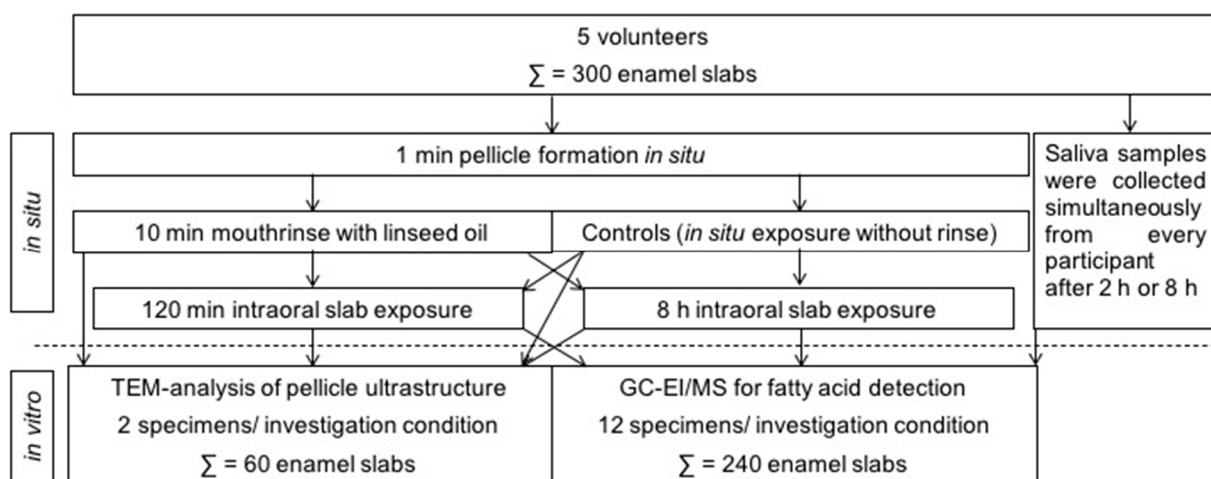 5 volunteers
∑ = 300 enamel slabs
in situ
1 min pellicle formation in situ
10 min mouthrinse with linseed oil
Controls (in situ exposure without rinse)
120 min intraoral slab exposure
8 h intraoral slab exposure
Saliva samples
were collected
simultaneously
from every
participant
after 2 h or 8 h
in vitro
TEM-analysis of pellicle ultrastructure
2 specimens/ investigation condition
∑ = 60 enamel slabs
GC-EI/MS for fatty acid detection
12 specimens/ investigation condition
∑ = 240 enamel slabs